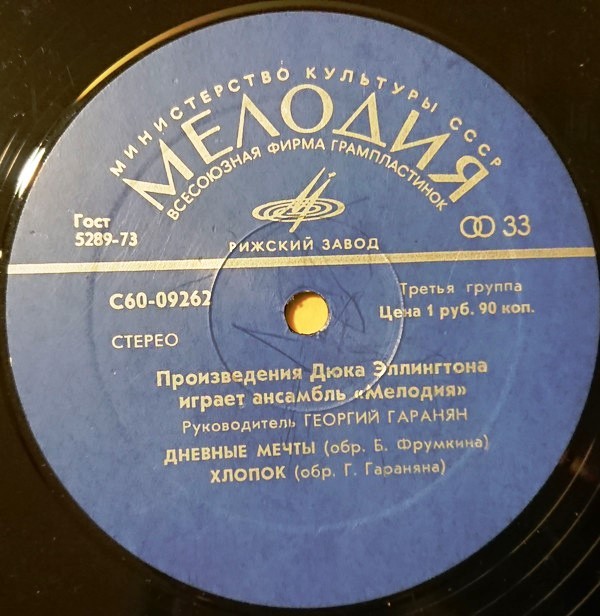 МИНИСТЕРСТВО КУЛЬТУРЫ СССР
МЕЛОДИЯ
ВСЕСОЮЗНАЯ ФИРМА ГРАМПЛАСТИНОК
Гост
5289-73
33
РИЖСКИЙ ЗАВОД
С60-09262
Третья группа
Цена 1 руб. 90 коп.
СТЕРЕО
Произведения Дюка Эллингтона
играет ансамбль «Мелодия»
Руководитель ГЕОРГИЙ ГАРАНЯН
ДНЕВНЫЕ МЕЧТЫ (обр. Б. Фрумкина)
ХЛОПОК (обр. Г. Гараняна)